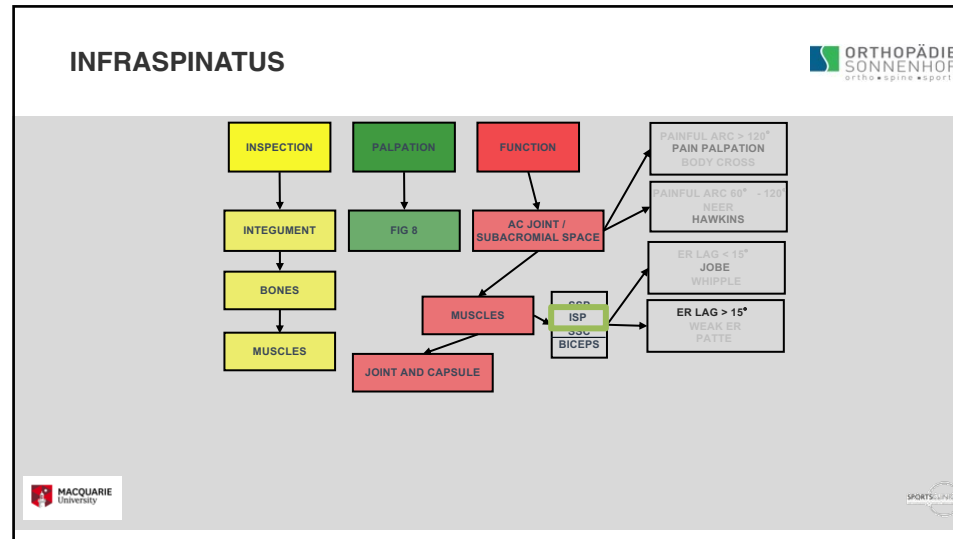 INFRASPINATUS
ORTHOPÄDIE
SONNENHOF
ortho • spine • sport
INSPECTION
PALPATION
FUNCTION
PAINFUL ARC > 120°
PAIN PALPATION
BODY CROSS
INTEGUMENT
FIG 8
AC JOINT /
SUBACROMIAL SPACE
PAINFUL ARC 60° - 120°
NEER
HAWKINS
BONES
ER LAG < 15°
JOBE
WHIPPLE
MUSCLES
MUSCLES
SSP
ISP
SSC
BICEPS
ER LAG > 15°
WEAK ER
PATTE
JOINT AND CAPSULE
MACQUARIE
University